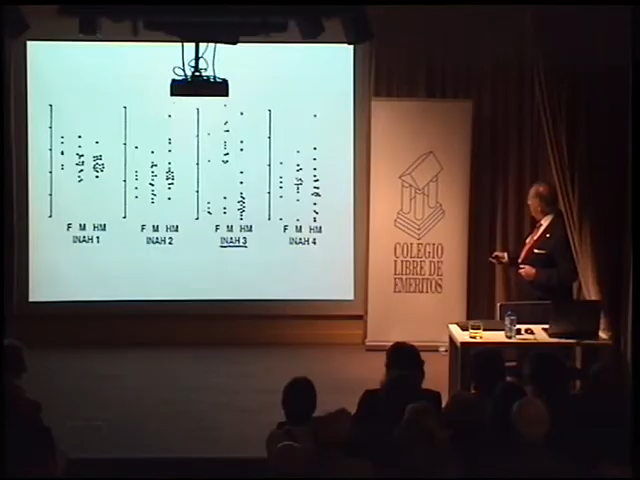 F M HM
INAH 1
F M HM
INAH 2
F M HM
INAH 3
F M HM
INAH 4
COLEGIO
LIBRE DE
EMERITOS